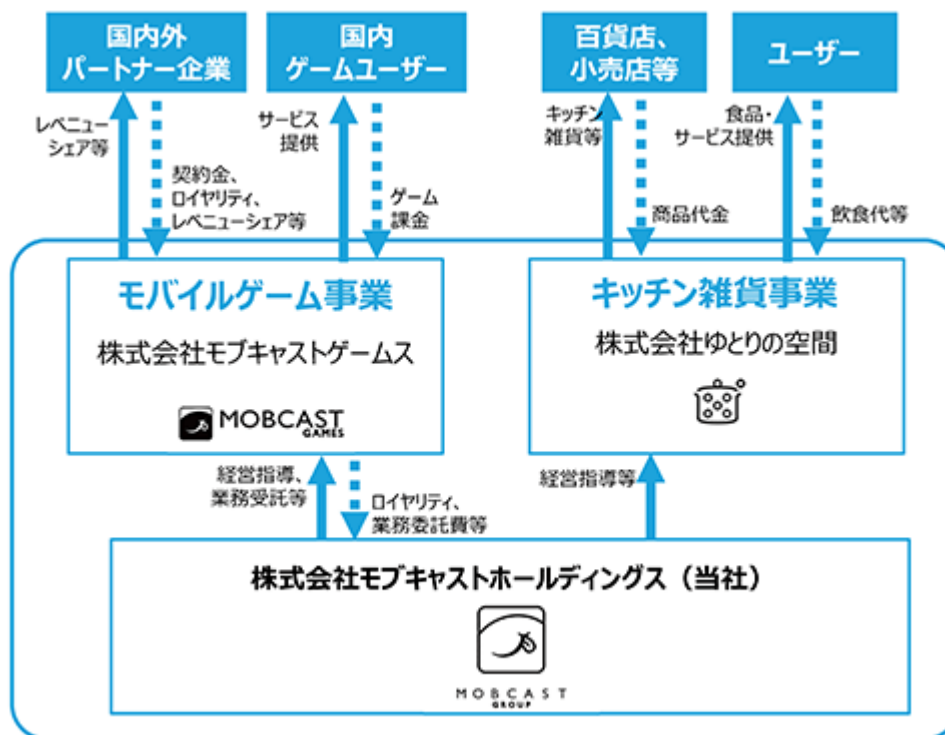 国内外
パートナー企業
国内
ゲームユーザー
百貨店、
小売店等
ユーザー
レベニュー
シェア等
契約金、
ロイヤリティ、
レベニューシェア等
サービス
提供
ゲーム
課金
キッチン
雑貨等
商品代金
食品・
サービス提供
飲食代等
モバイルゲーム事業
株式会社モブキャストゲームス
MOBCAST
GAMES
キッチン雑貨事業
株式会社ゆとりの空間
経営指導、
業務受託等
ロイヤリティ、
業務委託費等
経営指導等
株式会社モブキャストホールディングス（当社）
MOBCAST
GROUP